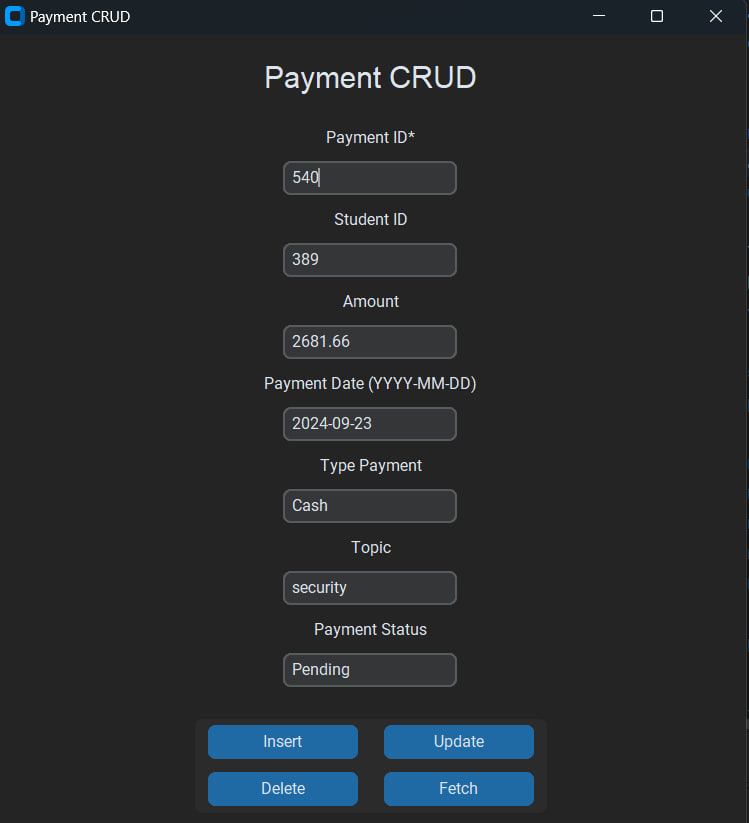 Payment CRUD
Payment CRUD
Payment ID*
540
Student ID
389
Amount
2681.66
Payment Date (YYYY-MM-DD)
2024-09-23
Type Payment
Cash
Topic
security
Payment Status
Pending
Insert Update
Delete Fetch